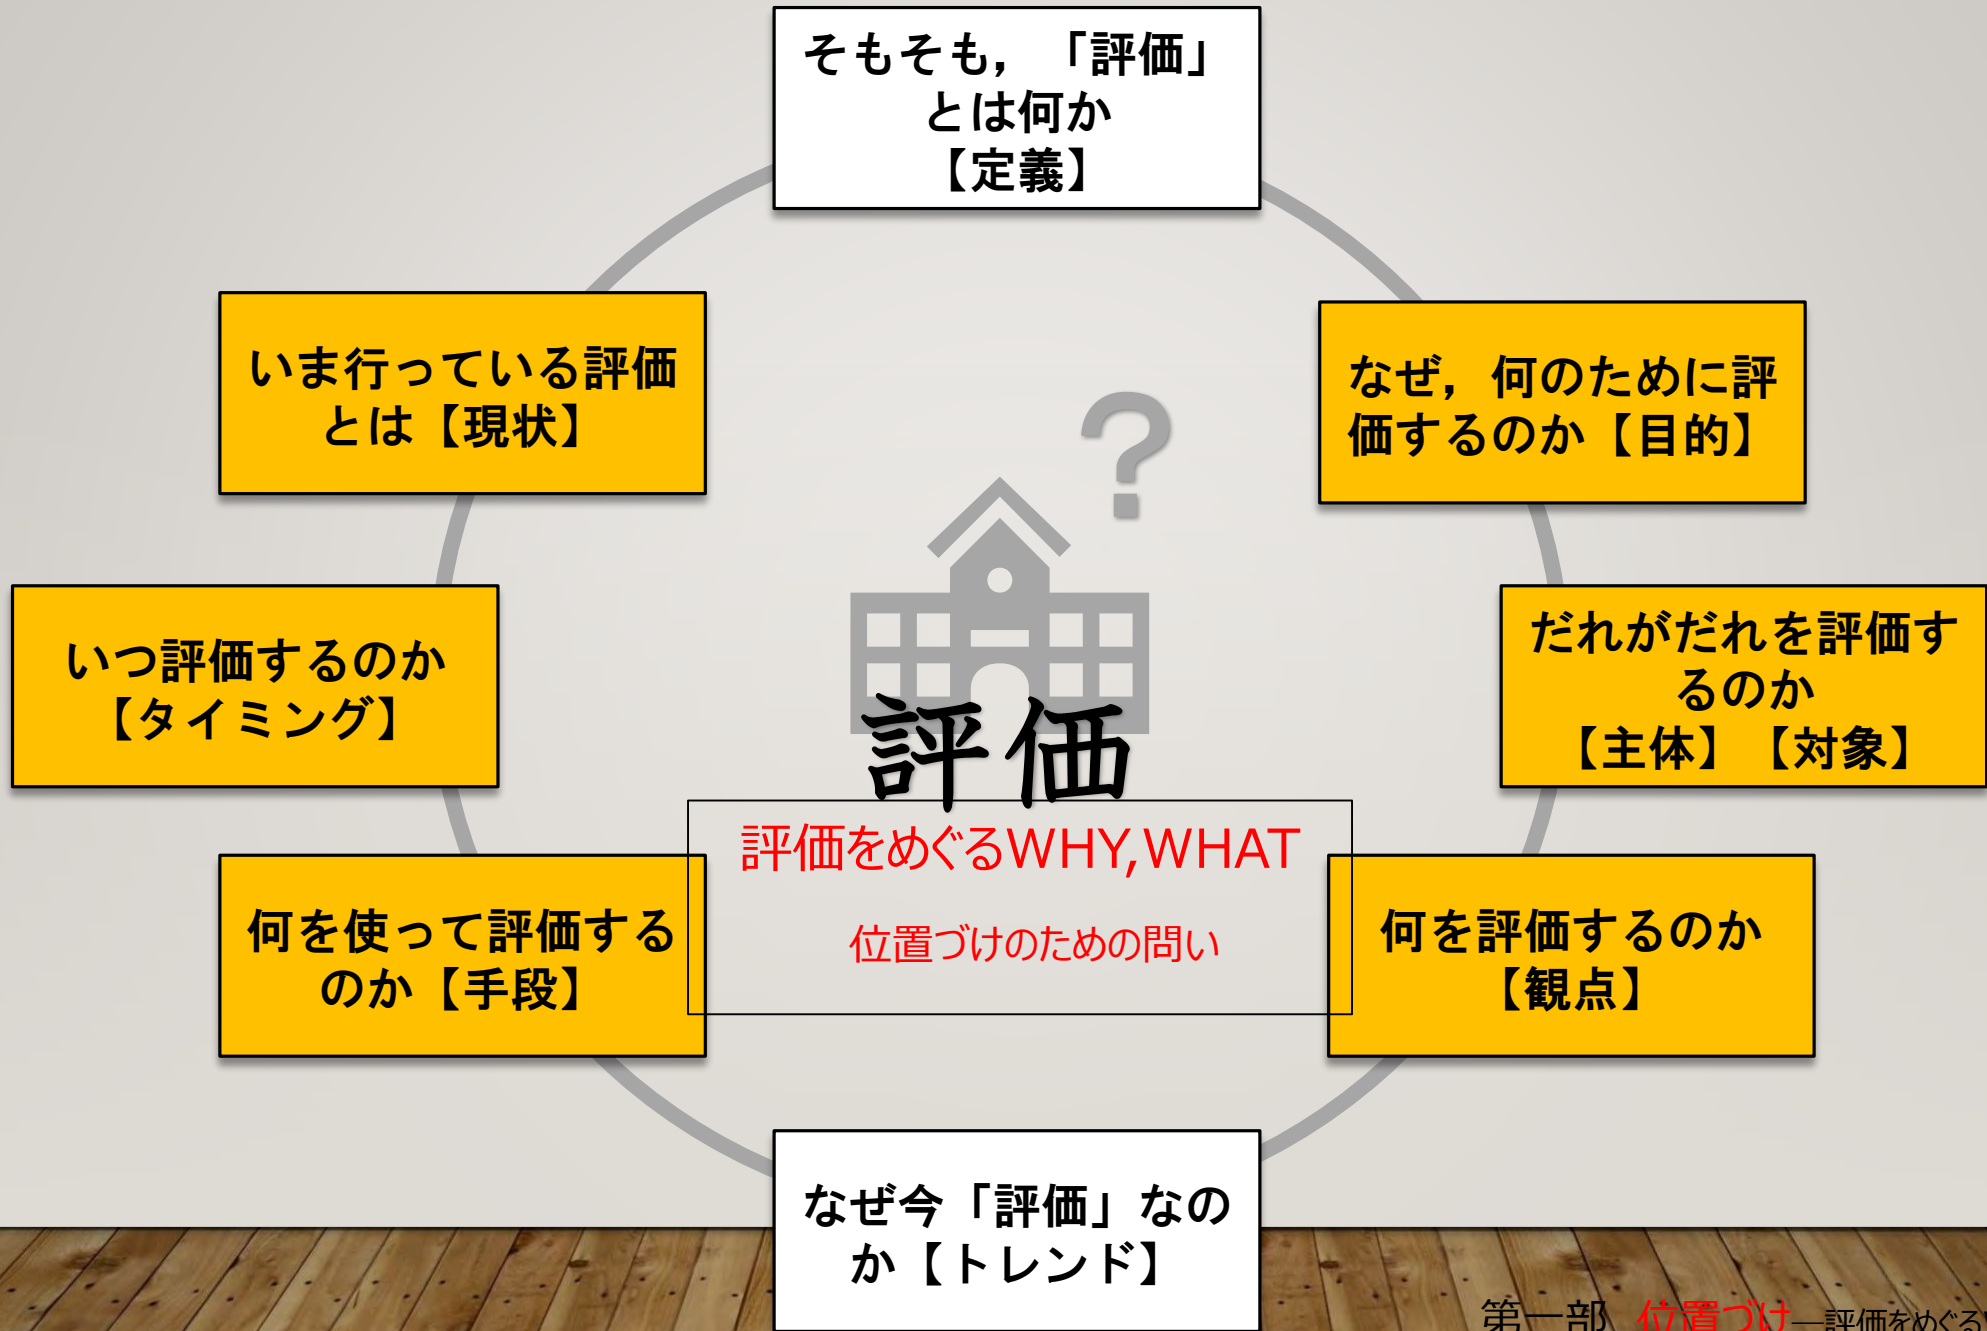 そもそも，「評価」
とは何か
【定義】
いま行っている評価
とは【現状】
なぜ，何のために評
価するのか【目的】
いつ評価するのか
【タイミング】
だれがだれを評価す
るのか
【主体】【対象】
評価
評価をめぐるWHY,WHAT
位置づけのための問い
何を使って評価する
のか【手段】
何を評価するのか
【観点】
なぜ今「評価」なの
か【トレンド】
第一部 位置づけ―評価をめぐる